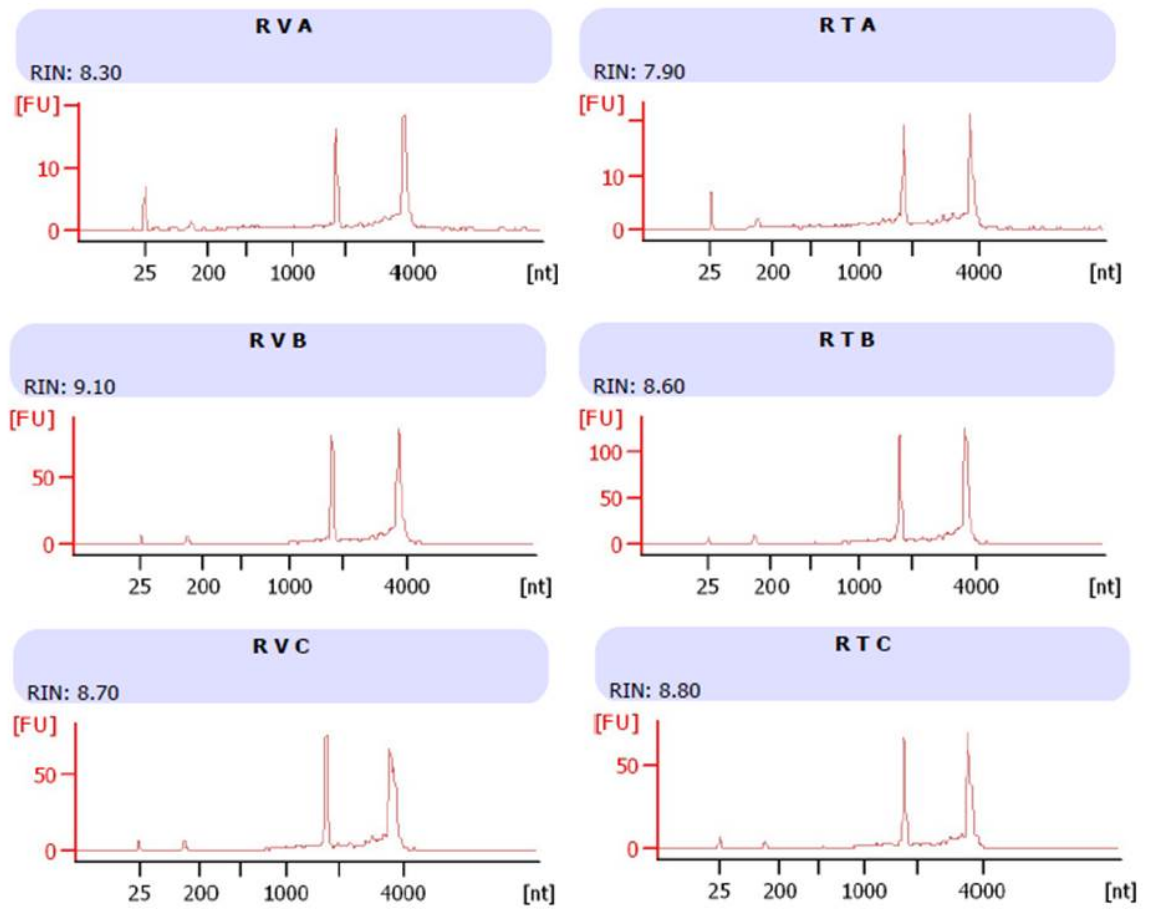 R V A
RIN: 8.30
[FU]
10
0
25 200 1000 4000 [nt]
R T A
RIN: 7.90
[FU]
10
0
25 200 1000 4000 [nt]
R V B
RIN: 9.10
[FU]
50
0
25 200 1000 4000 [nt]
R T B
RIN: 8.60
[FU]
100
50
0
25 200 1000 4000 [nt]
R V C
RIN: 8.70
[FU]
50
0
25 200 1000 4000 [nt]
R T C
RIN: 8.80
[FU]
50
0
25 200 1000 4000 [nt]